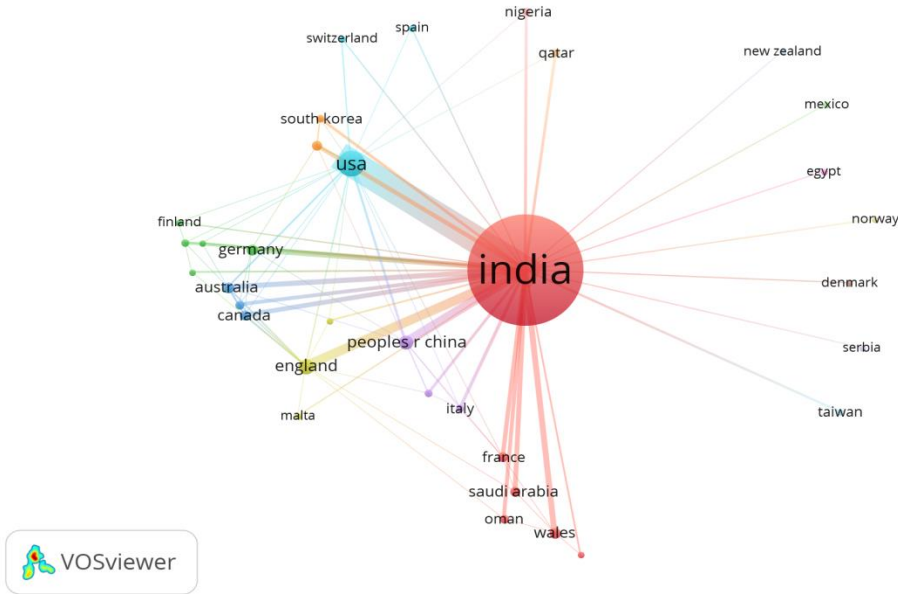 nigeria
spain
switzerland
qatar
new zealand
mexico
south korea
usa
egypt
finland
norway
germany
india
denmark
australia
canada
peoples r china
serbia
england
italy
malta
taiwan
france
saudi arabia
oman
wales
VOSviewer